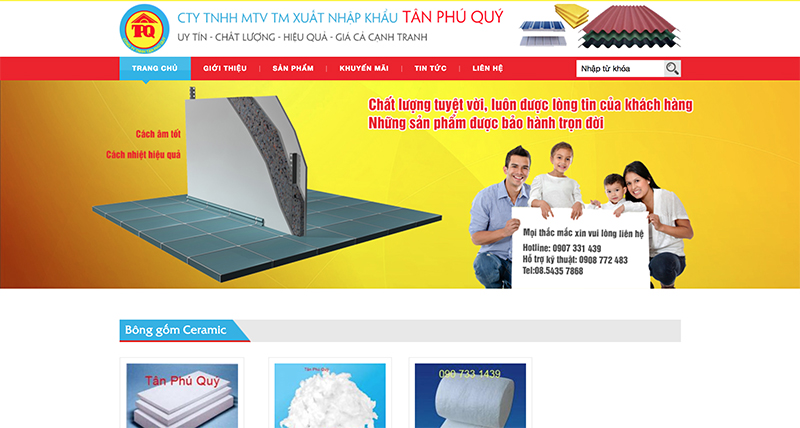 TQ
CTY TNHH MTV TM XUẤT NHẬP KHẨU TÂN PHÚ QUÝ
UY TÍN - CHẤT LƯỢNG - HIỆU QUẢ - GIÁ CẢ CẠNH TRANH
TRANG CHỦ GIỚI THIỆU SẢN PHẨM KHUYẾN MÃI TIN TỨC LIÊN HỆ
Nhập từ khóa
Chất lượng tuyệt vời, luôn được lòng tin của khách hàng
Những sản phẩm được bảo hành trọn đời
Cách âm tốt
Cách nhiệt hiệu quả
Mọi thắc mắc xin vui lòng liên hệ
Hotline: 0907 331 439
Hỗ trợ kỹ thuật: 0908 772 483
Tel:08.5435 7868
Bông gốm Ceramic
Tân Phú Quý
Tân Phú Quý
090 733 1439